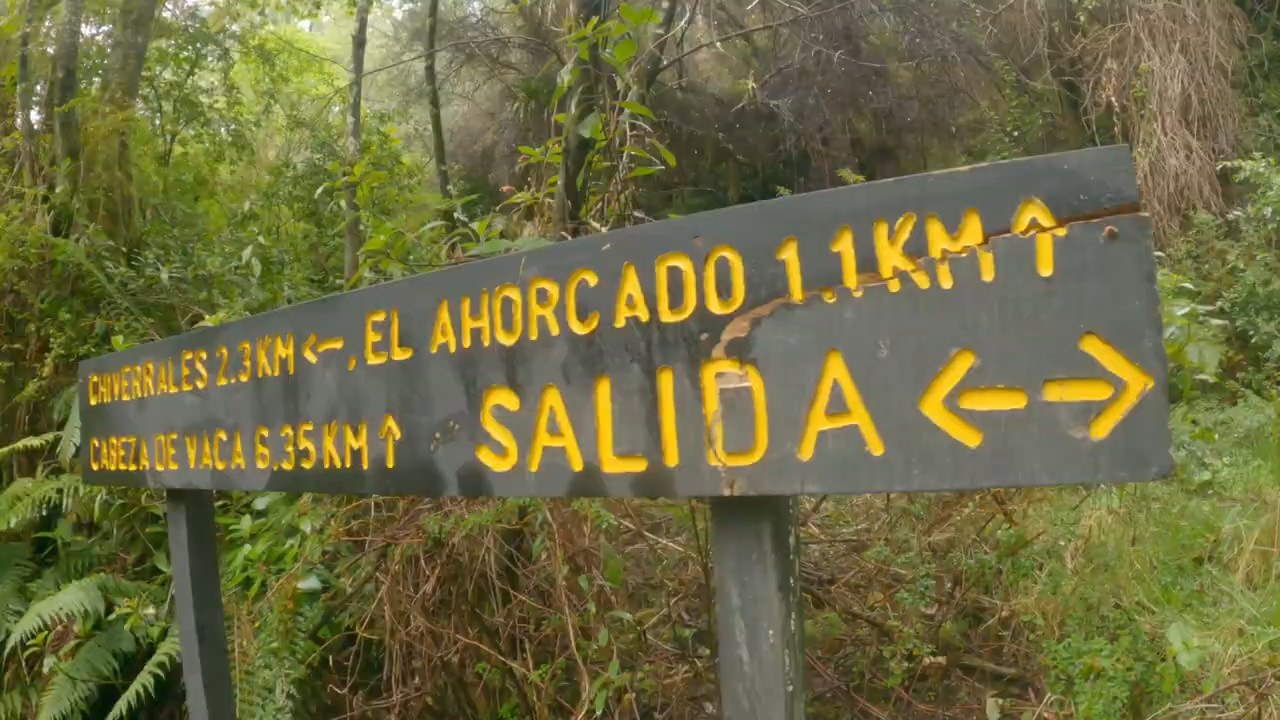 CHIVERRALES 2.3 KM ←, EL AHORCADO 1.1 KM ↑
CABEZA DE VACA 6.35 KM ↑ SALIDA ← →